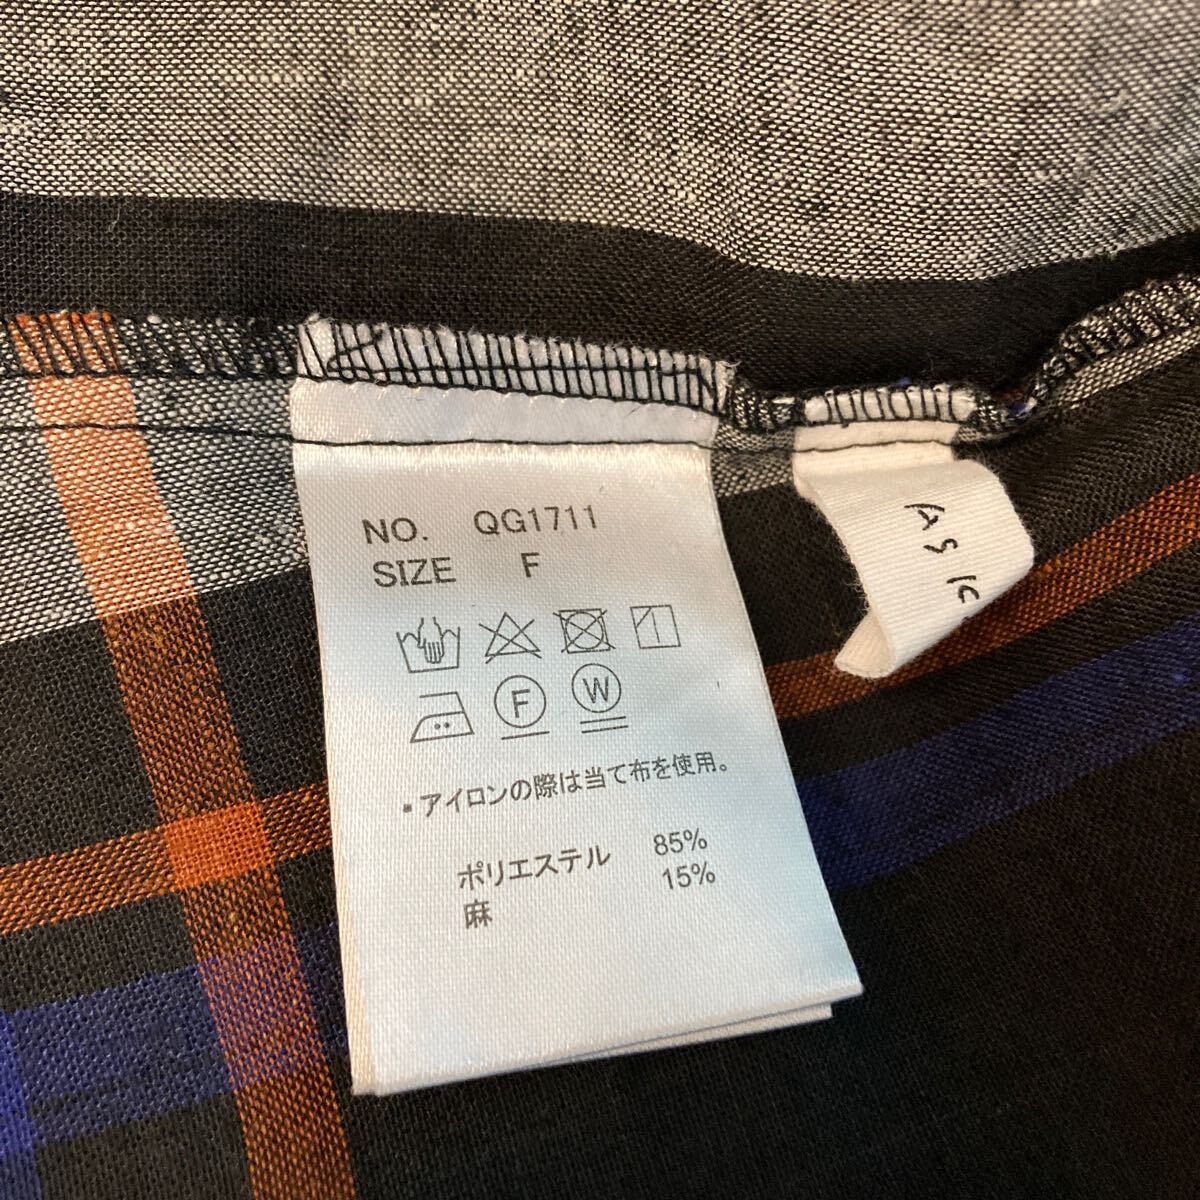 NO. QG1711
SIZE F
F W
・アイロンの際は当て布を使用。
ポリエステル 85%
麻 15%
AS